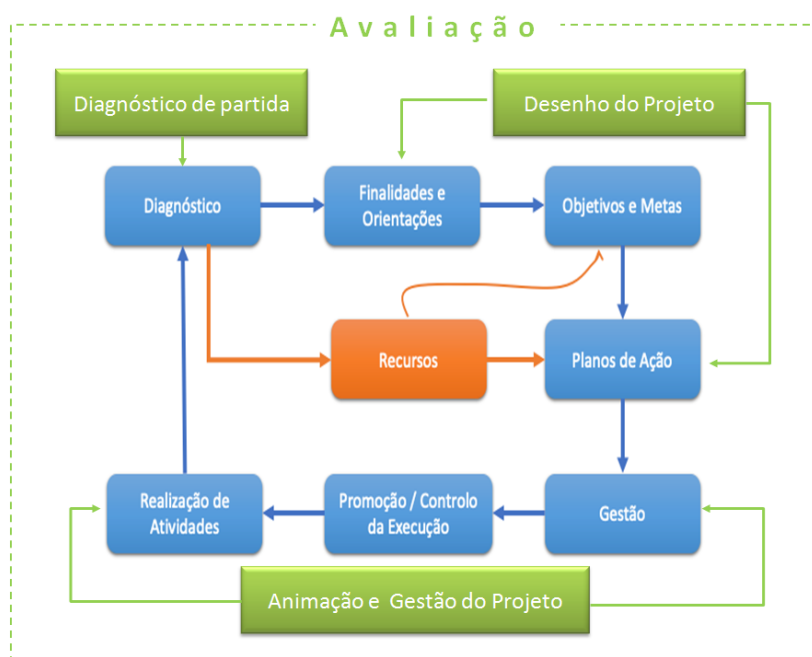 Avaliação
Diagnóstico de partida
Desenho do Projeto
Diagnóstico
Finalidades e
Orientações
Objetivos e Metas
Recursos
Planos de Ação
Realização de
Atividades
Promoção / Controlo
da Execução
Gestão
Animação e Gestão do Projeto